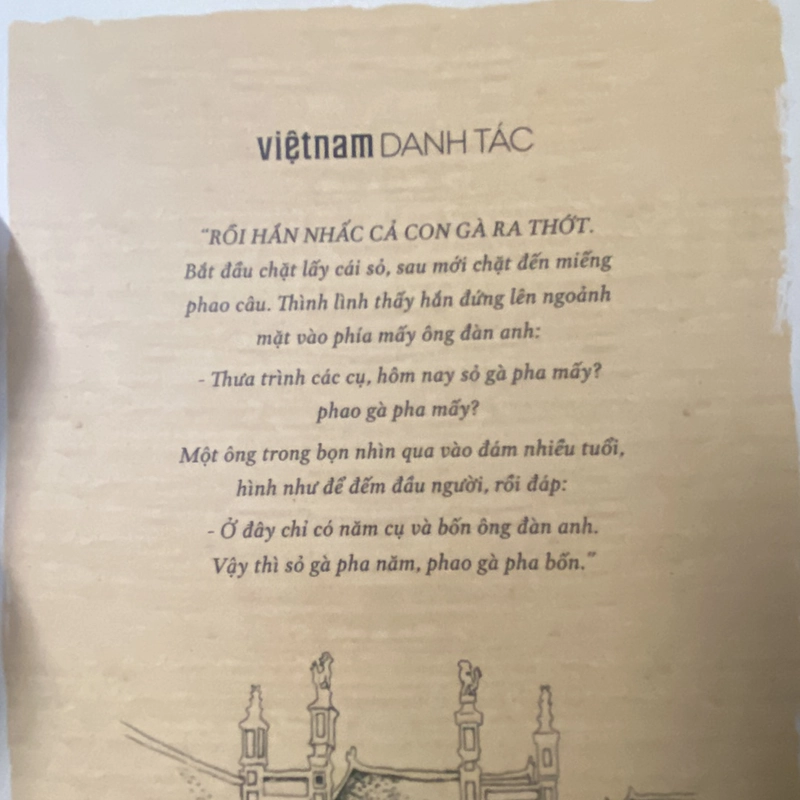 việtnam DANH TÁC
“RỒI HẮN NHẤC CẢ CON GÀ RA THỚT.
Bắt đầu chặt lấy cái sỏ, sau mới chặt đến miếng
phao câu. Thình lình thấy hắn đứng lên ngoảnh
mặt vào phía mấy ông đàn anh:
- Thưa trình các cụ, hôm nay sỏ gà pha mấy?
phao gà pha mấy?
Một ông trong bọn nhìn qua vào đám nhiều tuổi,
hình như để đếm đầu người, rồi đáp:
- Ở đây chỉ có năm cụ và bốn ông đàn anh.
Vậy thì sỏ gà pha năm, phao gà pha bốn.”